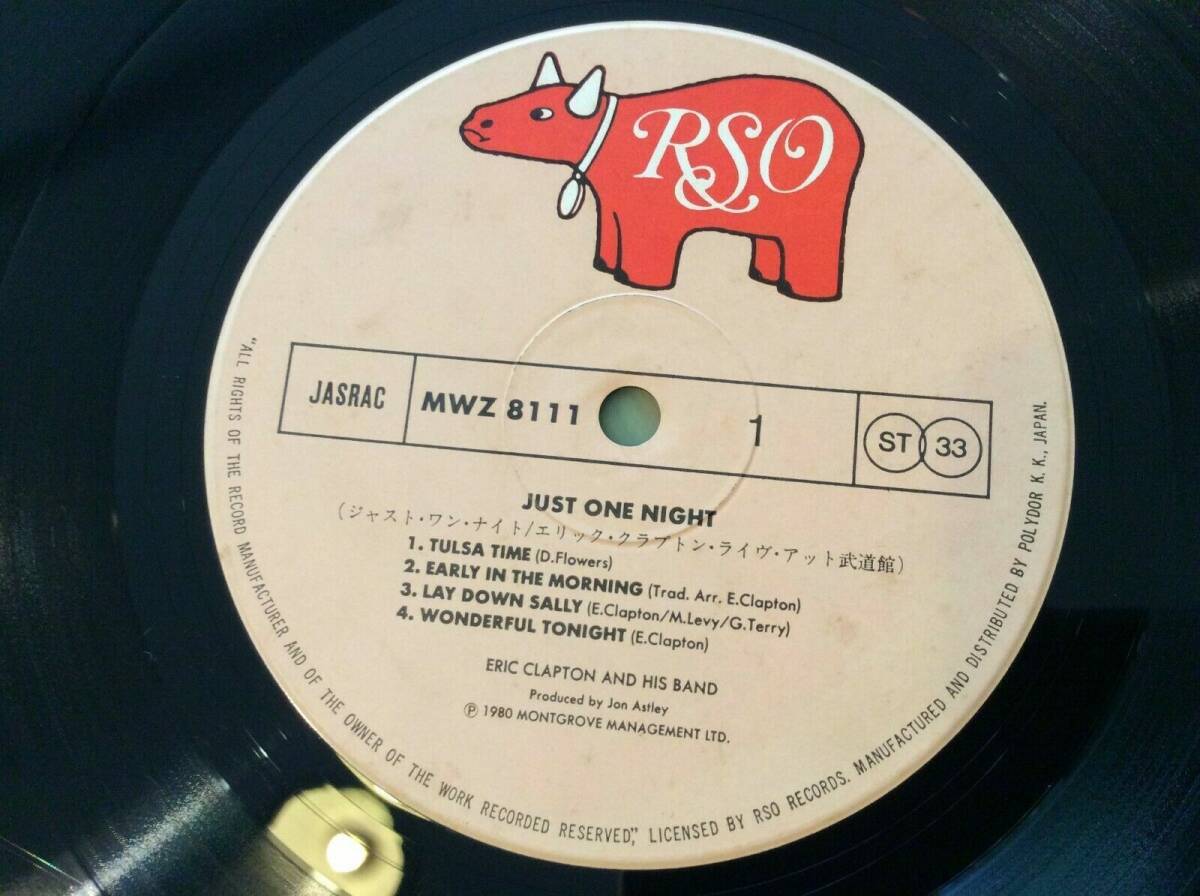 RSO
JASRAC
MWZ 8111
1
ST 33
JUST ONE NIGHT
(ジャスト・ワン・ナイト/エリック・クラプトン・ライヴ・アット武道館)
1. TULSA TIME (D.Flowers)
2. EARLY IN THE MORNING (Trad. Arr. E.Clapton)
3. LAY DOWN SALLY (E.Clapton/M.Levy/G.Terry)
4. WONDERFUL TONIGHT (E.Clapton)
ERIC CLAPTON AND HIS BAND
Produced by Jon Astley
℗ 1980 MONTGROVE MANAGEMENT LTD.
"ALL RIGHTS OF THE RECORD MANUFACTURER AND OF THE OWNER OF THE WORK RECORDED RESERVED," LICENSED BY RSO RECORDS. MANUFACTURED AND DISTRIBUTED BY POLYDOR K. K., JAPAN.